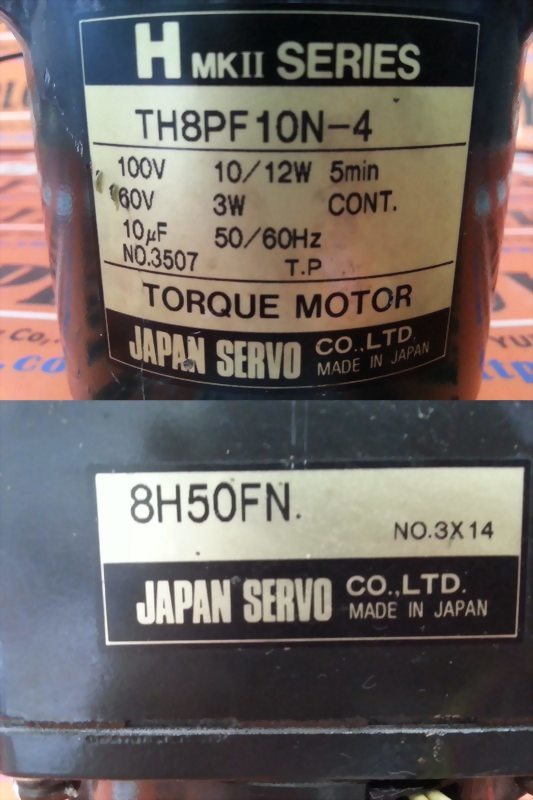 H MKII SERIES
TH8PF10N-4
100V 10/12W 5min
60V 3W CONT.
10µF 50/60Hz
NO.3507 T.P
TORQUE MOTOR
JAPAN SERVO CO.,LTD.
MADE IN JAPAN
8H50FN.
NO.3X14
JAPAN SERVO CO.,LTD.
MADE IN JAPAN